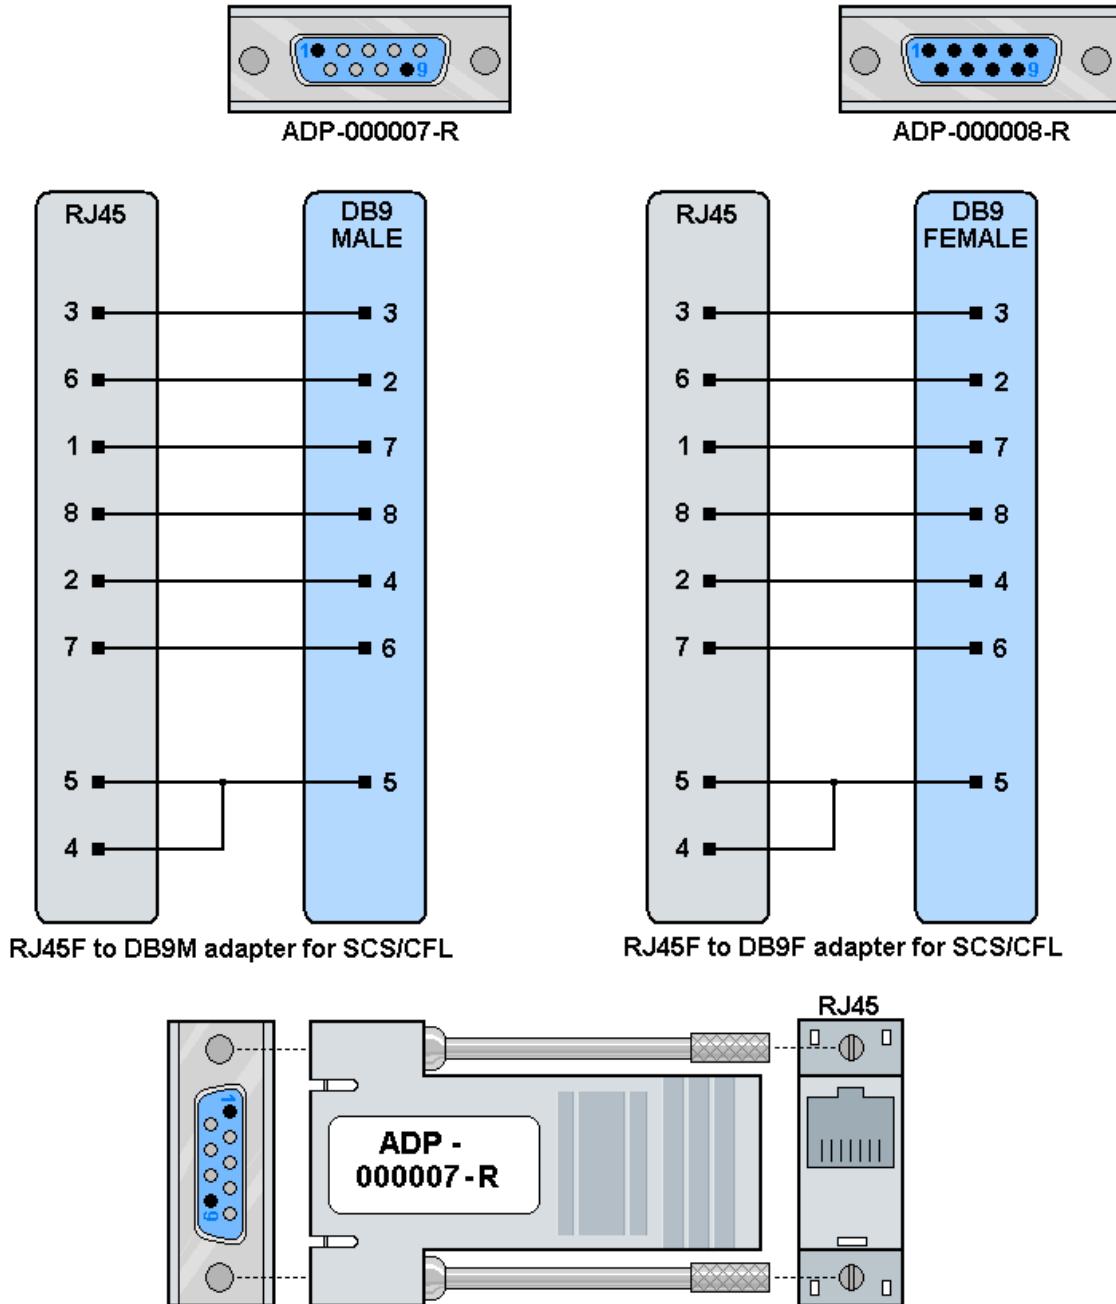 1 9
ADP-000007-R
1 9
ADP-000008-R
RJ45
DB9
MALE
3 3
6 2
1 7
8 8
2 4
7 6
5 5
4
RJ45F to DB9M adapter for SCS/CFL
RJ45
DB9
FEMALE
3 3
6 2
1 7
8 8
2 4
7 6
5 5
4
RJ45F to DB9F adapter for SCS/CFL
1
9
ADP -
000007 - R
RJ45